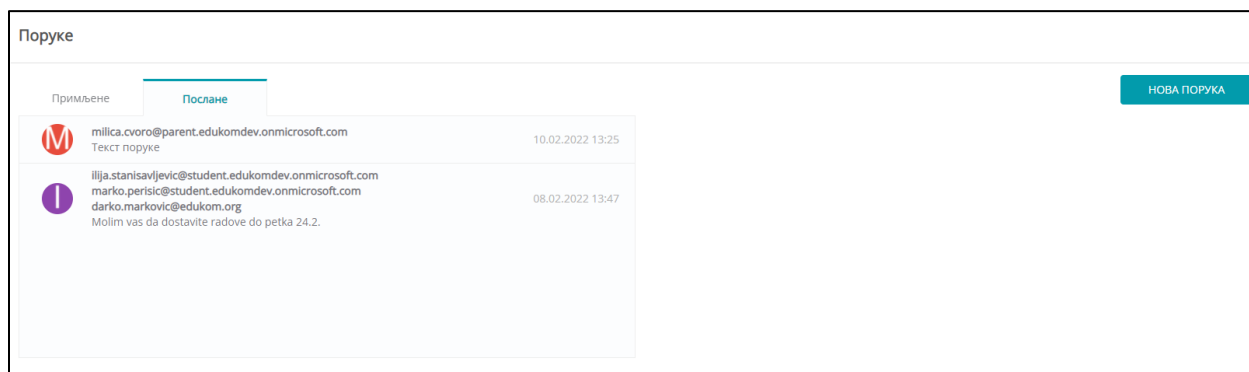 Поруке
Примљене
Послане
НОВА ПОРУКА
M
milica.cvoro@parent.edukomdev.onmicrosoft.com
Текст поруке
10.02.2022 13:25
I
ilija.stanisavljevic@student.edukomdev.onmicrosoft.com
marko.perisic@student.edukomdev.onmicrosoft.com
darko.markovic@edukom.org
Molim vas da dostavite radove do petka 24.2.
08.02.2022 13:47